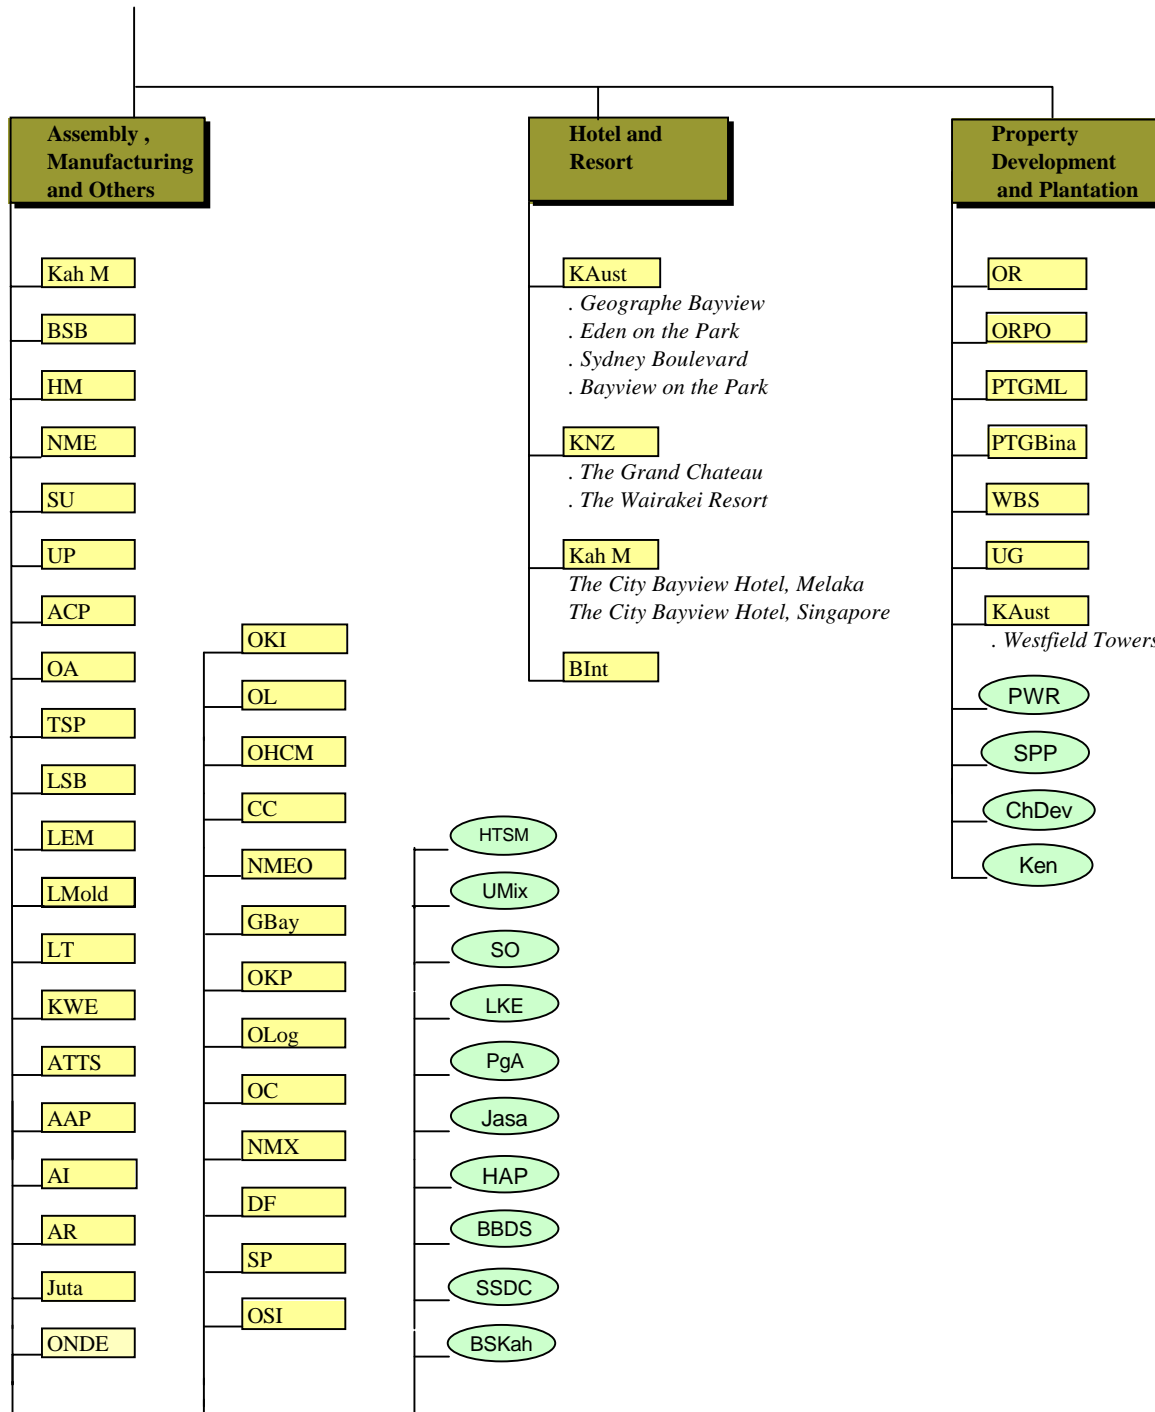 Assembly ,
Manufacturing
and Others
Kah M
BSB
HM
NME
SU
UP
ACP
OA
TSP
LSB
LEM
LMold
LT
KWE
ATTS
AAP
AI
AR
Juta
ONDE
OKI
OL
OHCM
CC
NMEO
GBay
OKP
OLog
OC
NMX
DF
SP
OSI
HTSM
UMix
SO
LKE
PgA
Jasa
HAP
BBDS
SSDC
BSKah
Hotel and
Resort
KAust
. Geographe Bayview
. Eden on the Park
. Sydney Boulevard
. Bayview on the Park
KNZ
. The Grand Chateau
. The Wairakei Resort
Kah M
The City Bayview Hotel, Melaka
The City Bayview Hotel, Singapore
BInt
Property
Development
and Plantation
OR
ORPO
PTGML
PTGBina
WBS
UG
KAust
. Westfield Towers
PWR
SPP
ChDev
Ken